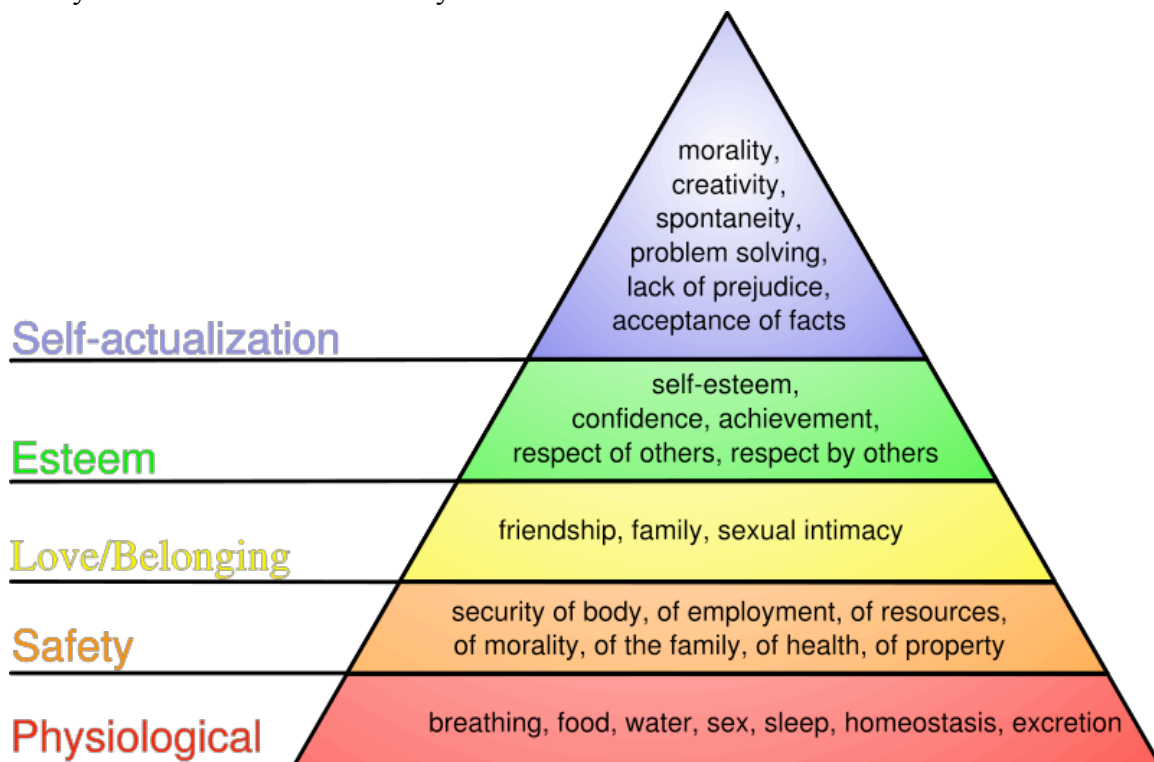 morality,
creativity,
spontaneity,
problem solving,
lack of prejudice,
acceptance of facts
Self-actualization
self-esteem,
confidence, achievement,
respect of others, respect by others
Esteem
friendship, family, sexual intimacy
Love/Belonging
security of body, of employment, of resources,
of morality, of the family, of health, of property
Safety
breathing, food, water, sex, sleep, homeostasis, excretion
Physiological